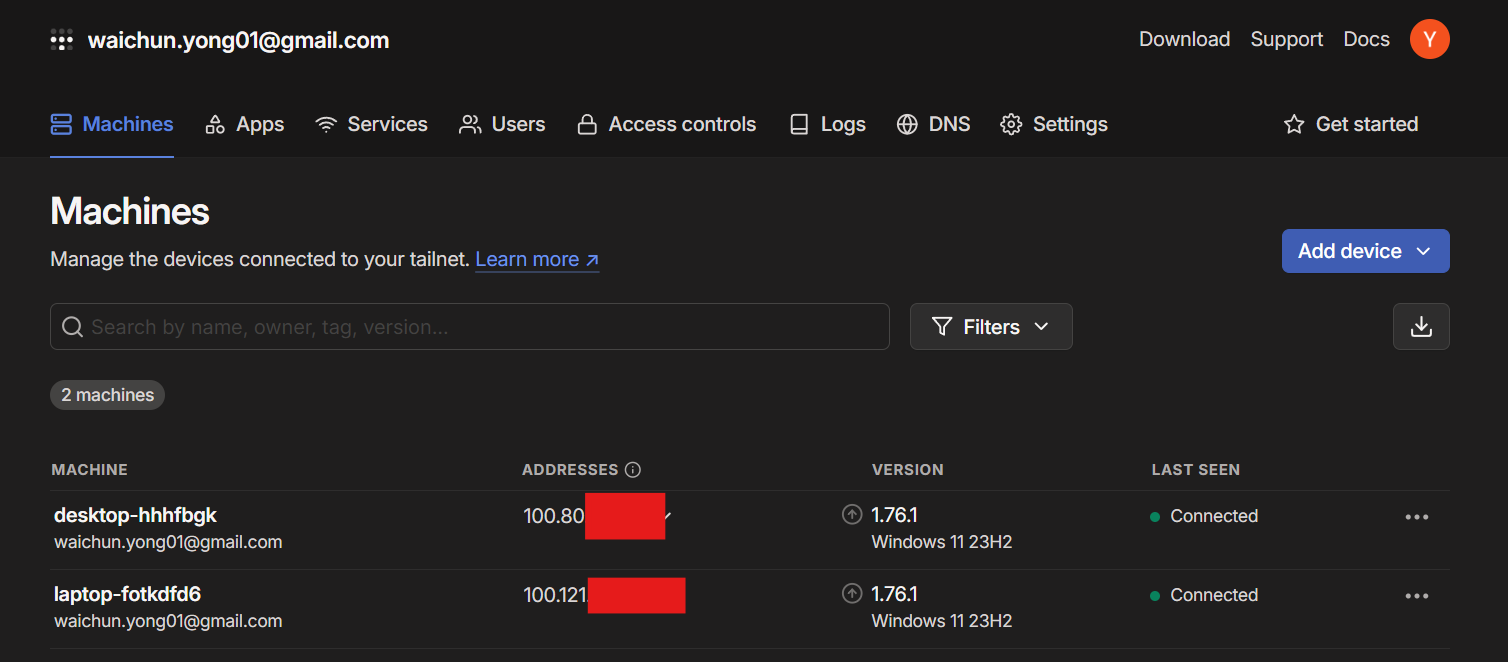 waichun.yong01@gmail.com Download Support Docs Y
Machines Apps Services Users Access controls Logs DNS Settings Get started
Machines
Manage the devices connected to your tailnet. Learn more ↗
Add device
Search by name, owner, tag, version...
Filters
2 machines
MACHINE ADDRESSES VERSION LAST SEEN
desktop-hhhfbgk 100.80 1.76.1 Connected
waichun.yong01@gmail.com Windows 11 23H2
laptop-fotkdfd6 100.121. 1.76.1 Connected
waichun.yong01@gmail.com Windows 11 23H2